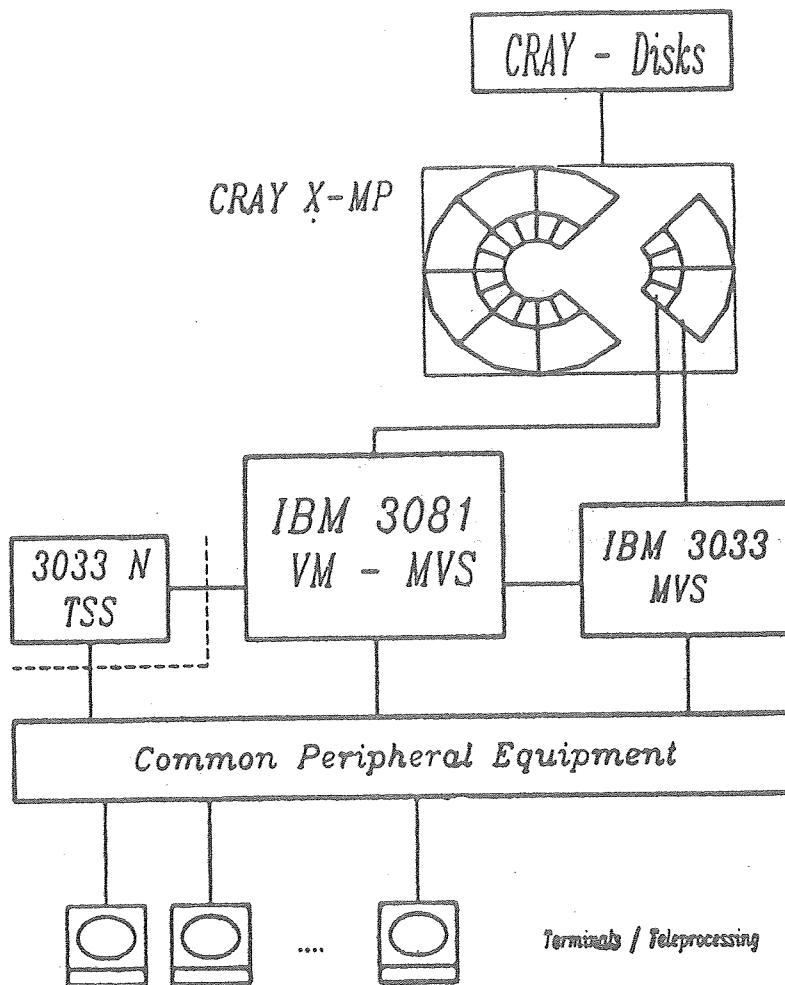 CRAY - Disks
CRAY X-MP
IBM 3081
VM - MVS
3033 N
TSS
IBM 3033
MVS
Common Peripheral Equipment
....
Terminals / Teleprocessing